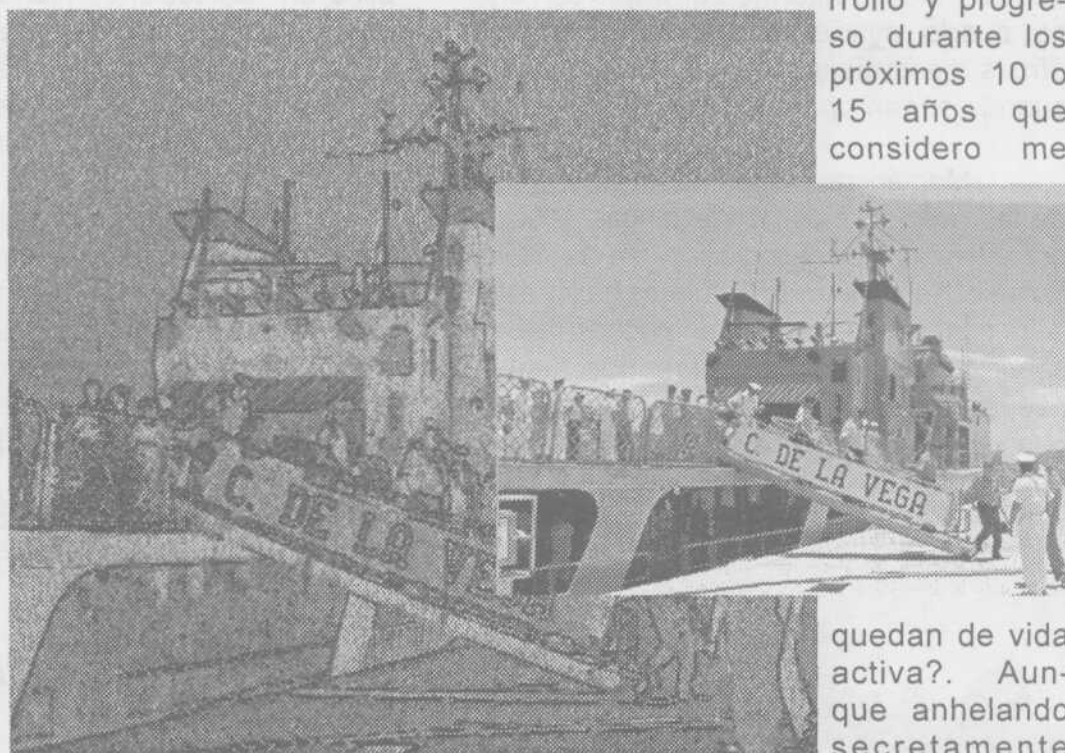 rrollo y progre-
so durante los
próximos 10 o
15 años que
considero me
C. DE LA VEGA
C. DE LA VE
quedan de vida
activa?. Aun-
que anhelando
secretamente